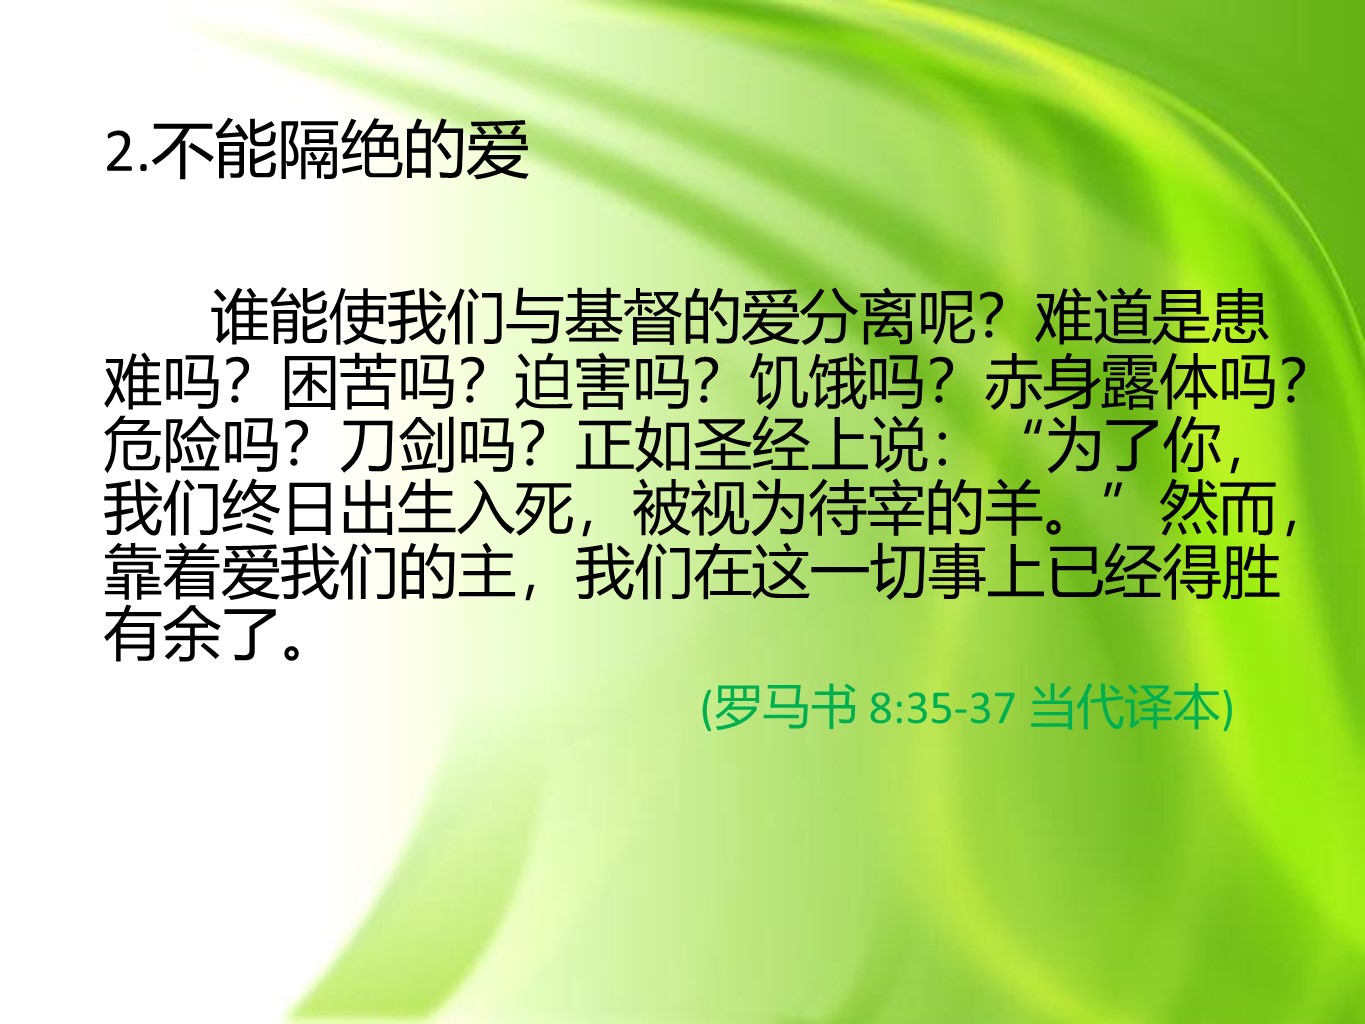 2.不能隔绝的爱
谁能使我们与基督的爱分离呢？难道是患
难吗？困苦吗？迫害吗？饥饿吗？赤身露体吗？
危险吗？刀剑吗？正如圣经上说：“为了你，
我们终日出生入死，被视为待宰的羊。”然而，
靠着爱我们的主，我们在这一切事上已经得胜
有余了。
(罗马书 8:35-37 当代译本)